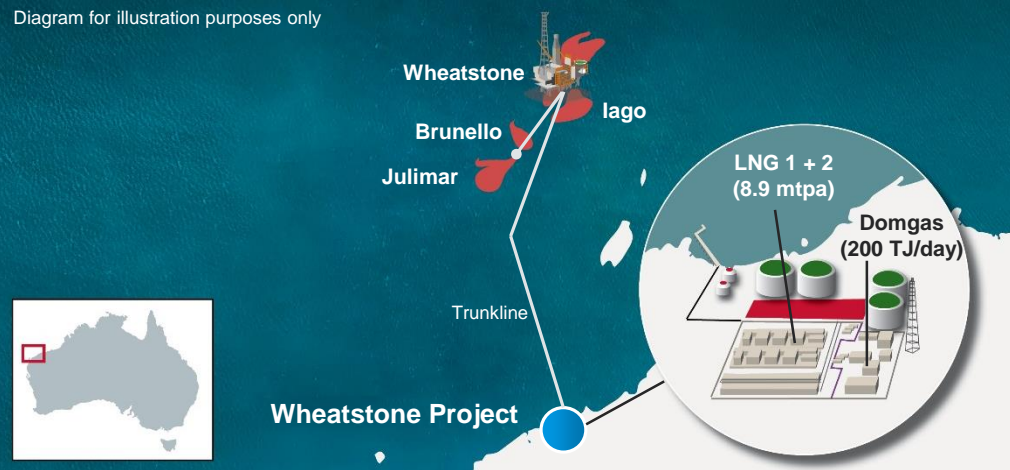 Diagram for illustration purposes only
Wheatstone
Iago
Brunello
Julimar
LNG 1 + 2
(8.9 mtpa)
Domgas
(200 TJ/day)
Trunkline
Wheatstone Project